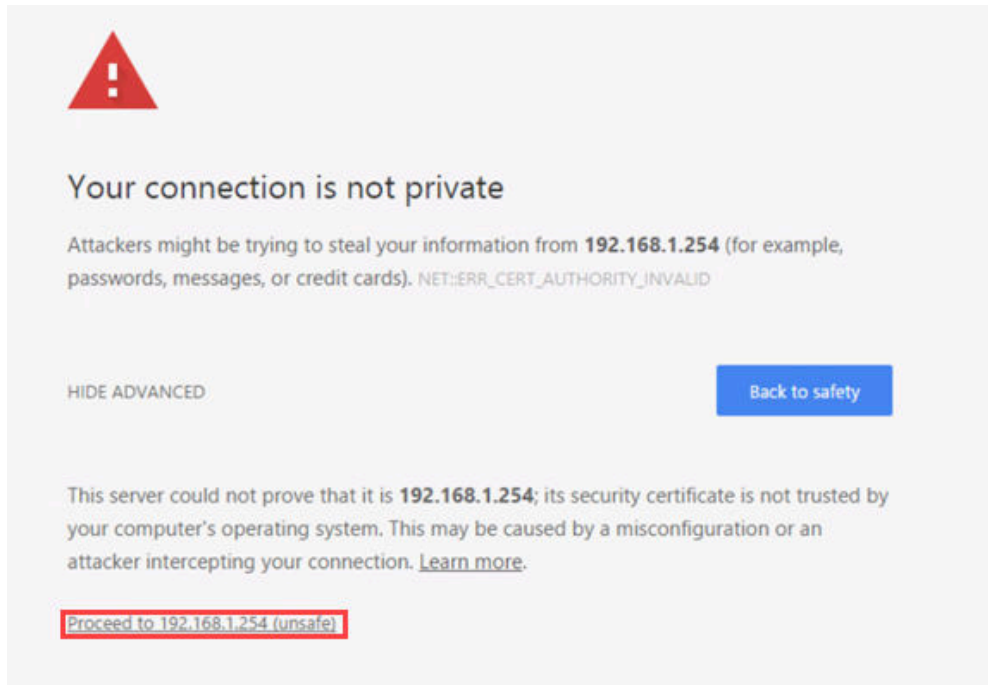 Your connection is not private
Attackers might be trying to steal your information from 192.168.1.254 (for example,
passwords, messages, or credit cards). NET::ERR_CERT_AUTHORITY_INVALID
HIDE ADVANCED
Back to safety
This server could not prove that it is 192.168.1.254; its security certificate is not trusted by
your computer's operating system. This may be caused by a misconfiguration or an
attacker intercepting your connection. Learn more.
Proceed to 192.168.1.254 (unsafe)